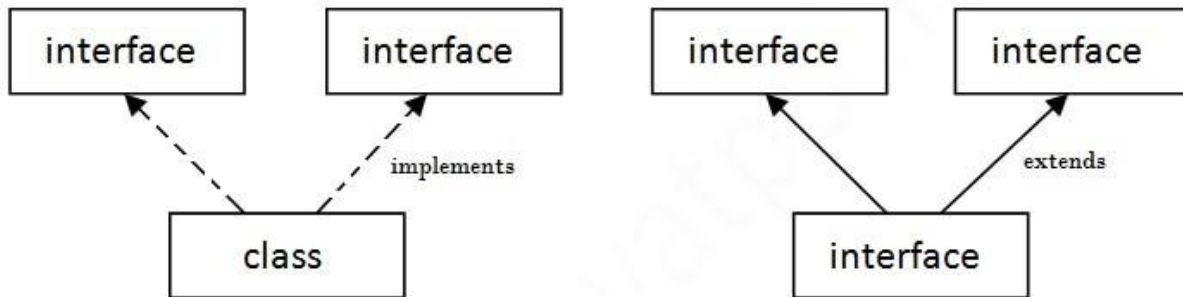 interface interface interface interface
implements extends
class interface